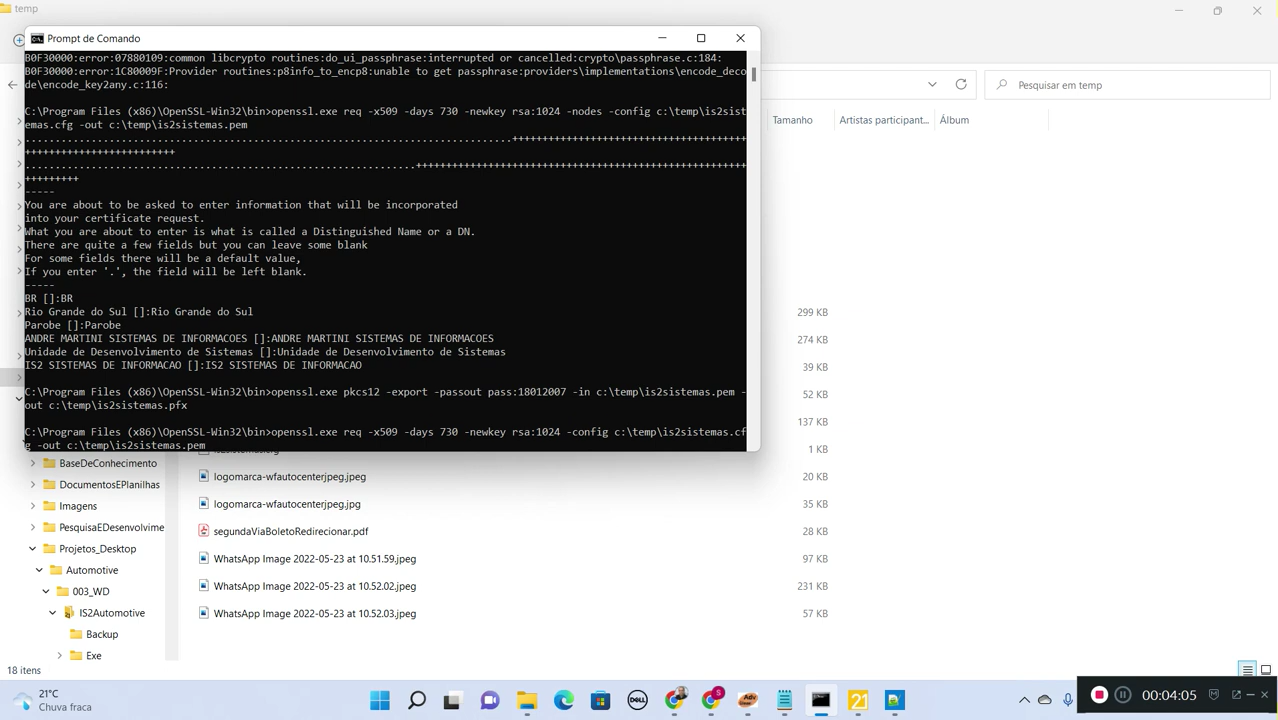 temp
Prompt de Comando
B0F30000:error:07880109:common libcrypto routines:do_ui_passphrase:interrupted or cancelled:crypto\passphrase.c:184:
B0F30000:error:1C80009F:Provider routines:p8info_to_encp8:unable to get passphrase:providers\implementations\encode_deco
de\encode_key2any.c:116:
C:\Program Files (x86)\OpenSSL-Win32\bin>openssl.exe req -x509 -days 730 -newkey rsa:1024 -nodes -config c:\temp\is2sist
emas.cfg -out c:\temp\is2sistemas.pem
-----
You are about to be asked to enter information that will be incorporated
into your certificate request.
What you are about to enter is what is called a Distinguished Name or a DN.
There are quite a few fields but you can leave some blank
For some fields there will be a default value,
If you enter '.', the field will be left blank.
-----
BR []:BR
Rio Grande do Sul []:Rio Grande do Sul
Parobe []:Parobe
ANDRE MARTINI SISTEMAS DE INFORMACOES []:ANDRE MARTINI SISTEMAS DE INFORMACOES
Unidade de Desenvolvimento de Sistemas []:Unidade de Desenvolvimento de Sistemas
IS2 SISTEMAS DE INFORMACAO []:IS2 SISTEMAS DE INFORMACAO
C:\Program Files (x86)\OpenSSL-Win32\bin>openssl.exe pkcs12 -export -passout pass:18012007 -in c:\temp\is2sistemas.pem -
out c:\temp\is2sistemas.pfx
C:\Program Files (x86)\OpenSSL-Win32\bin>openssl.exe req -x509 -days 730 -newkey rsa:1024 -config c:\temp\is2sistemas.cf
g -out c:\temp\is2sistemas.pem
Pesquisar em temp
Tamanho
Artistas participant...
Álbum
299 KB
274 KB
39 KB
52 KB
137 KB
1 KB
logomarca-wfautocenterjpeg.jpeg
20 KB
logomarca-wfautocenterjpeg.jpg
35 KB
segundaViaBoletoRedirecionar.pdf
28 KB
WhatsApp Image 2022-05-23 at 10.51.59.jpeg
97 KB
WhatsApp Image 2022-05-23 at 10.52.02.jpeg
231 KB
WhatsApp Image 2022-05-23 at 10.52.03.jpeg
57 KB
BaseDeConhecimento
DocumentosEPlanilhas
Imagens
PesquisaEDesenvolvime
Projetos_Desktop
Automotive
003_WD
IS2Automotive
Backup
Exe
18 itens
21°C
Chuva fraca
DELL
S
Adv
21
00:04:05